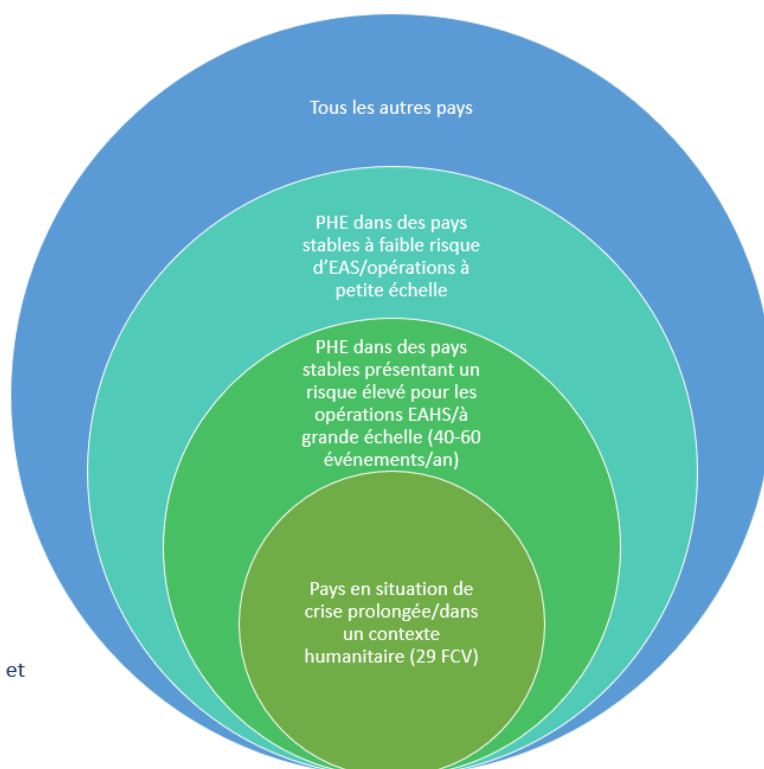 Tous les autres pays
PHE dans des pays
stables à faible risque
d’EAS/opérations à
petite échelle
PHE dans des pays
stables présentant un
risque élevé pour les
opérations EAHS/à
grande échelle (40-60
événements/an)
Pays en situation de
crise prolongée/dans
un contexte
humanitaire (29 FCV)
et